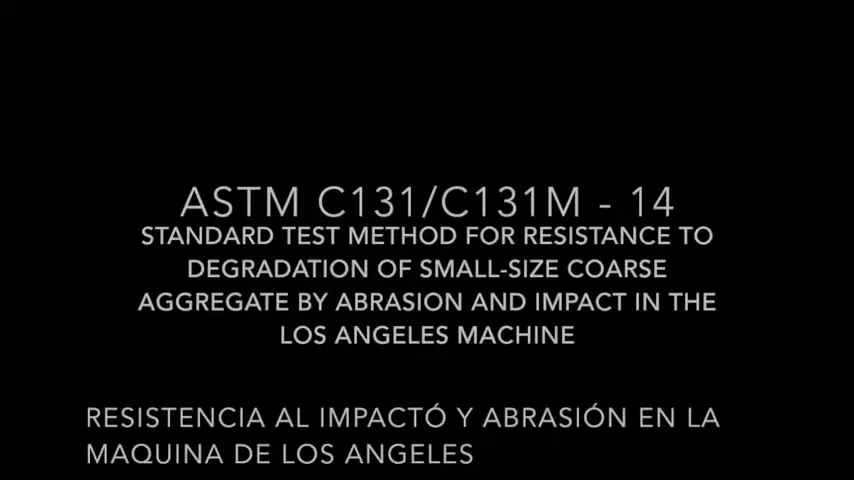 ASTM C131/C131M - 14
STANDARD TEST METHOD FOR RESISTANCE TO
DEGRADATION OF SMALL-SIZE COARSE
AGGREGATE BY ABRASION AND IMPACT IN THE
LOS ANGELES MACHINE
RESISTENCIA AL IMPACTÓ Y ABRASIÓN EN LA
MAQUINA DE LOS ANGELES